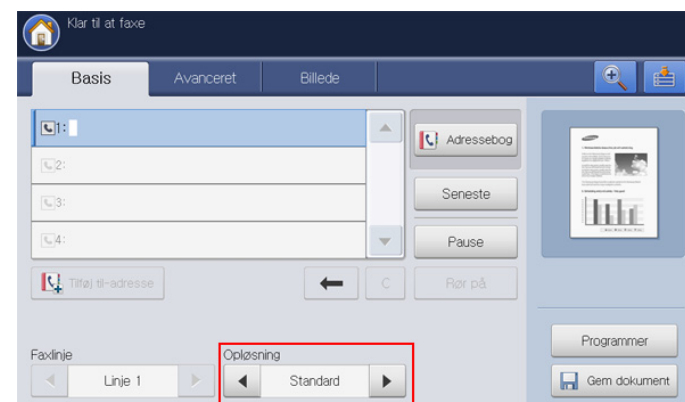 Klar til at faxe
Basis
Avanceret
Billede
1:
2:
3:
4:
Adressebog
Seneste
Pause
Tilføj til-adresse
C
Rør på
Faxlinje
Linje 1
Opløsning
Standard
Programmer
Gem dokument